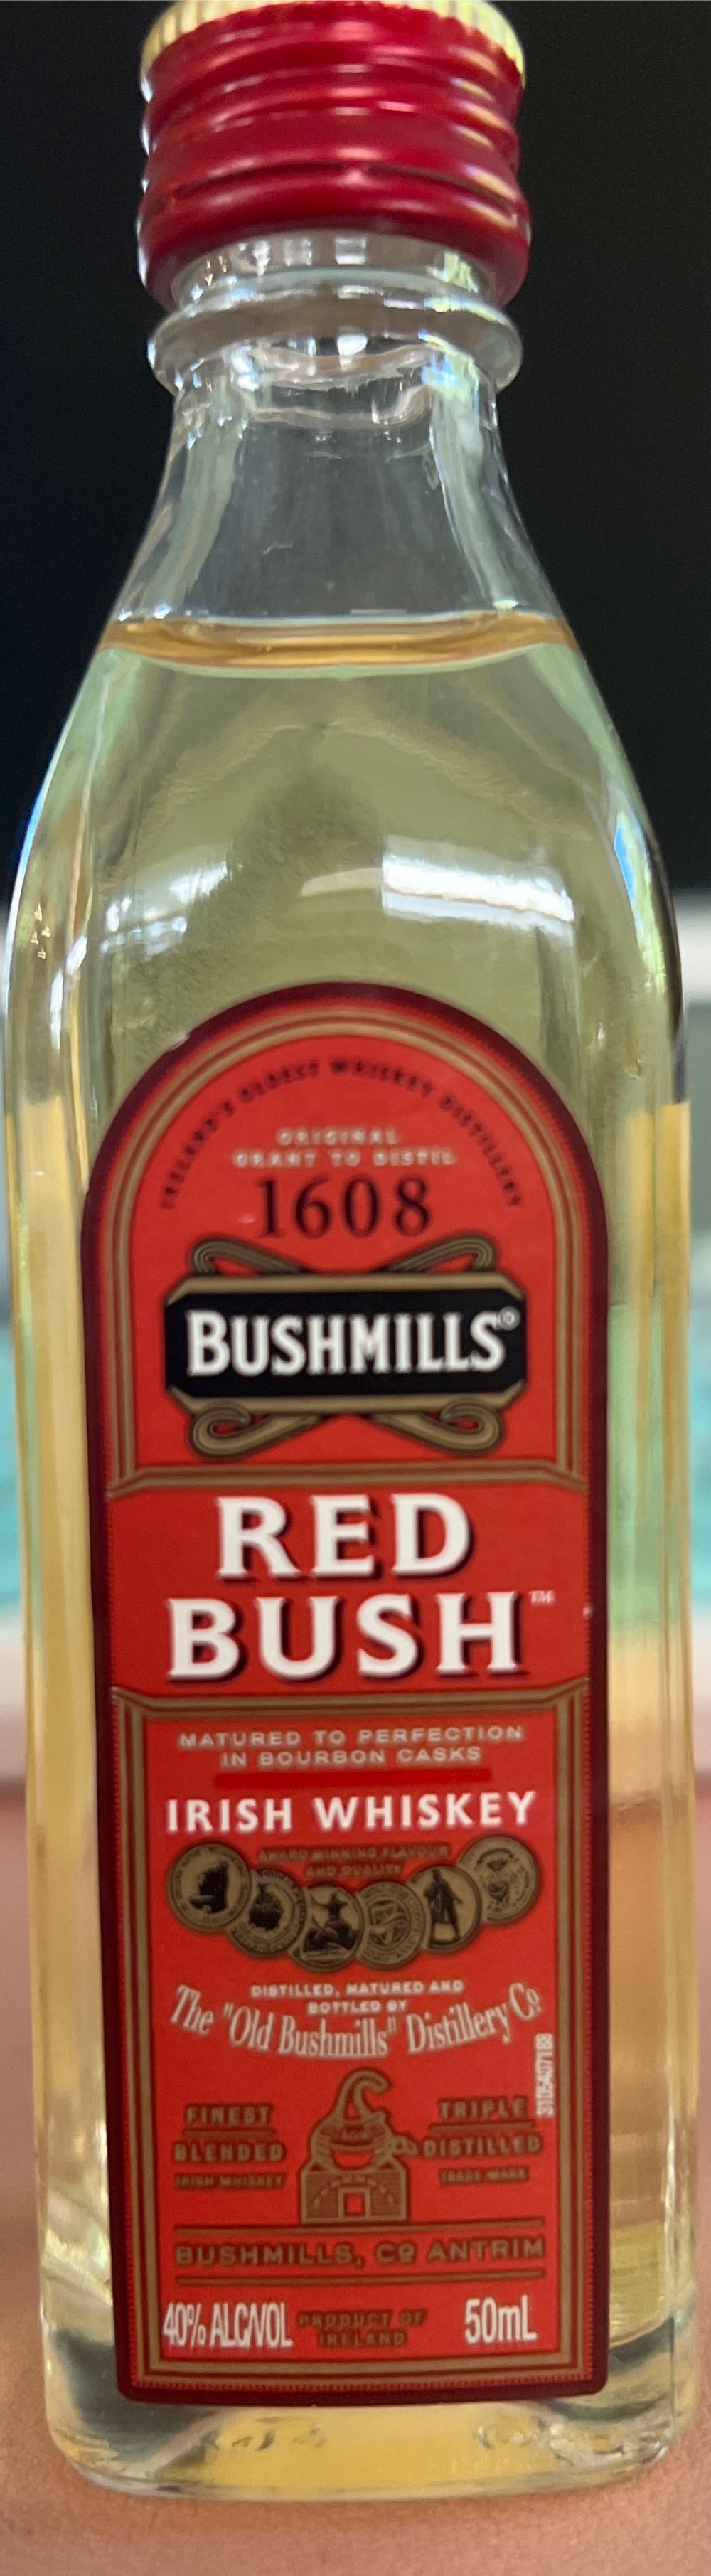 IRELAND'S OLDEST WHISKEY DISTILLERY
ORIGINAL
GRANT TO DISTIL
1608
BUSHMILLS®
RED
BUSH™
MATURED TO PERFECTION
IN BOURBON CASKS
IRISH WHISKEY
AWARD WINNING FLAVOUR
AND QUALITY
DISTILLED, MATURED AND
BOTTLED BY
The "Old Bushmills" Distillery Co
FINEST
BLENDED
IRISH WHISKEY
TRIPLE
DISTILLED
TRADE MARK
BUSHMILLS, Co ANTRIM
40% ALC/VOL
PRODUCT OF
IRELAND
50mL